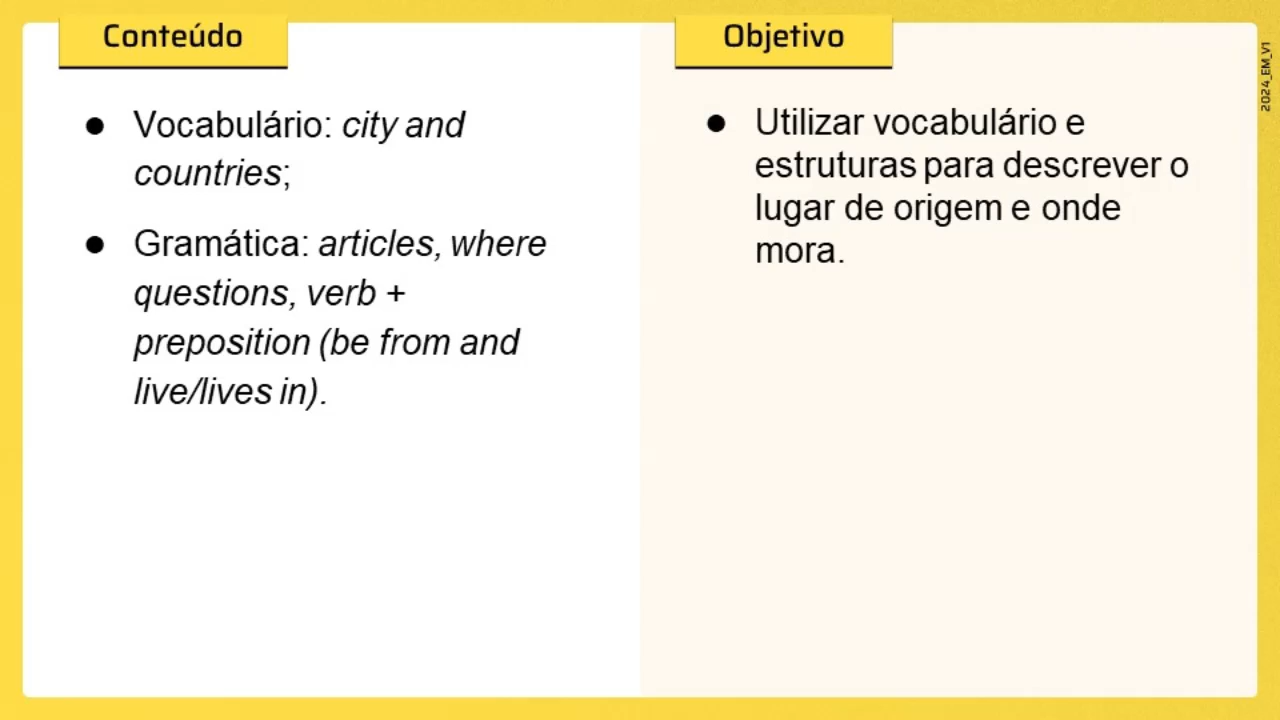 Conteúdo
● Vocabulário: city and
countries;
● Gramática: articles, where
questions, verb +
preposition (be from and
live/lives in).
Objetivo
● Utilizar vocabulário e
estruturas para descrever o
lugar de origem e onde
mora.
2024_EM_V1